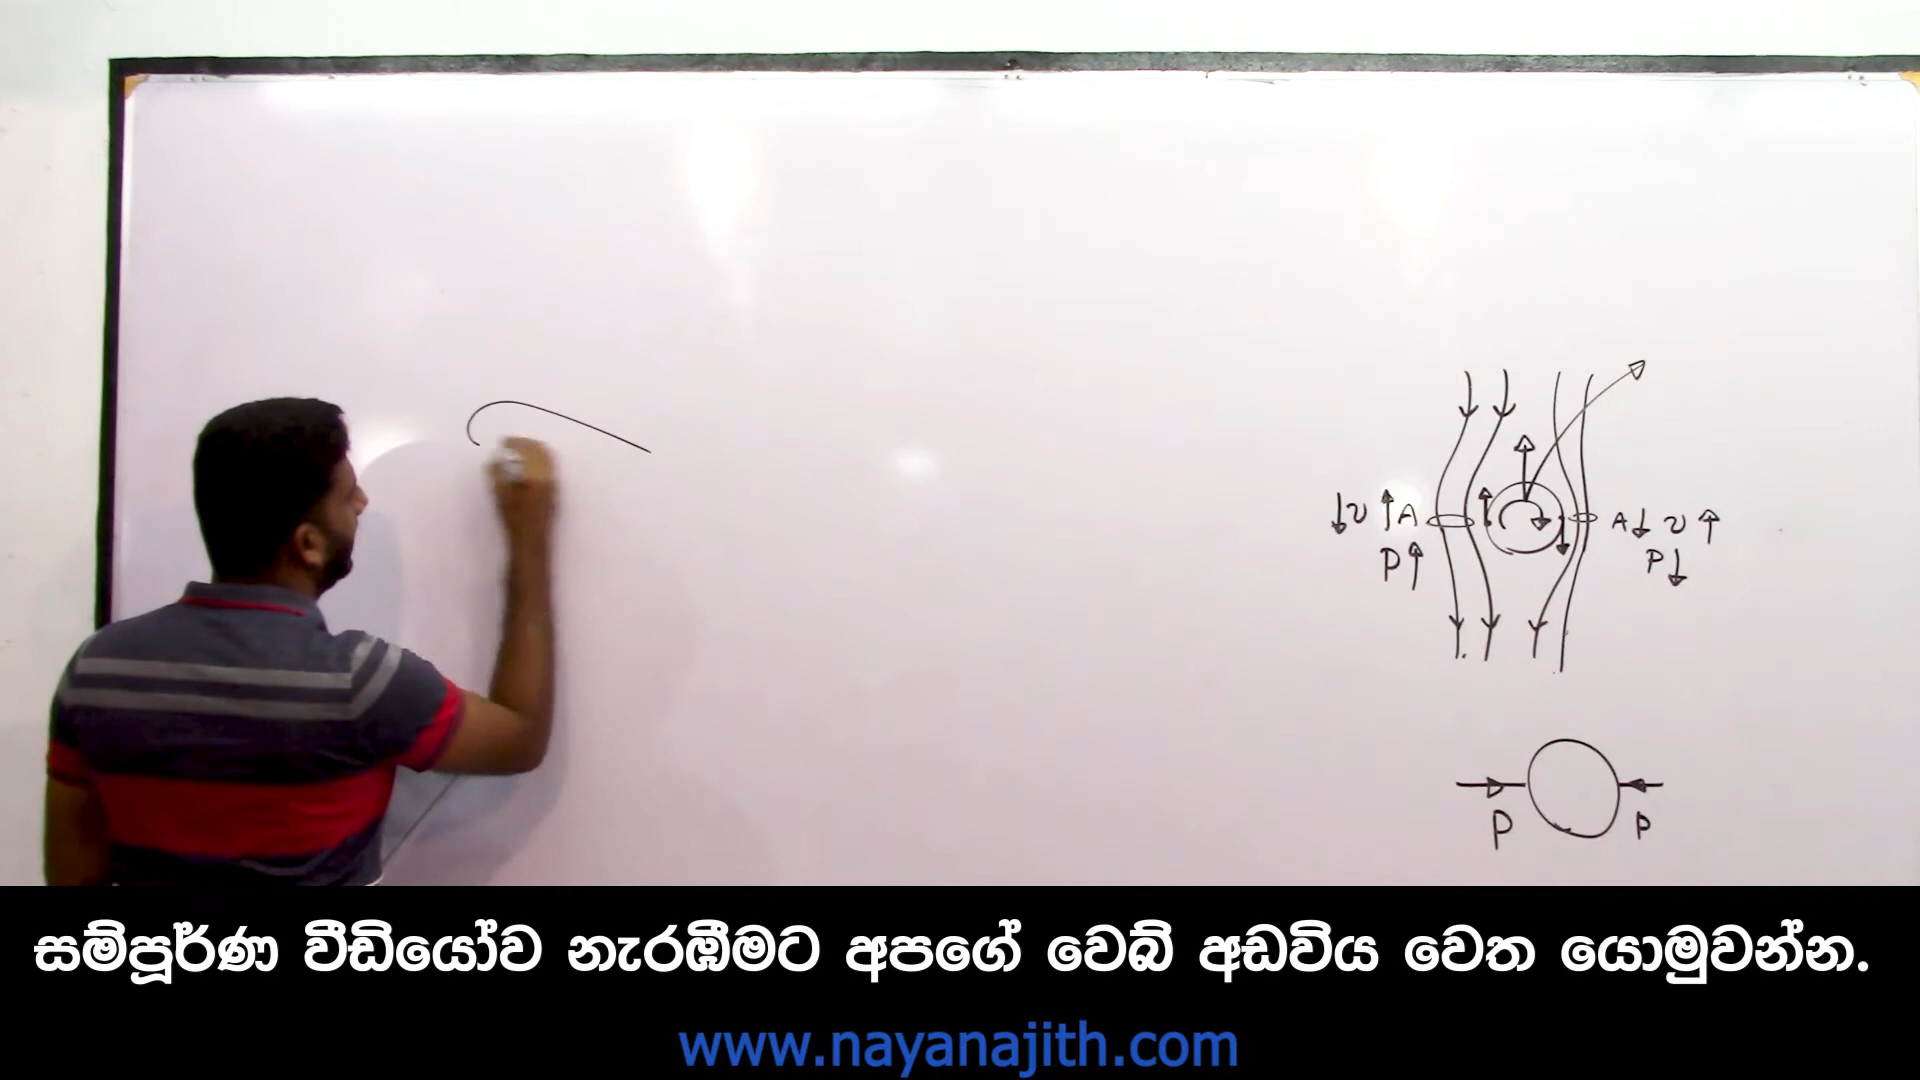 ↓v ↑A
P↑
A↓ v↑
P↓
P
P
සම්පූර්ණ වීඩියෝව නැරඹීමට අපගේ වෙබ් අඩවිය වෙත යොමුවන්න.
www.nayanajith.com